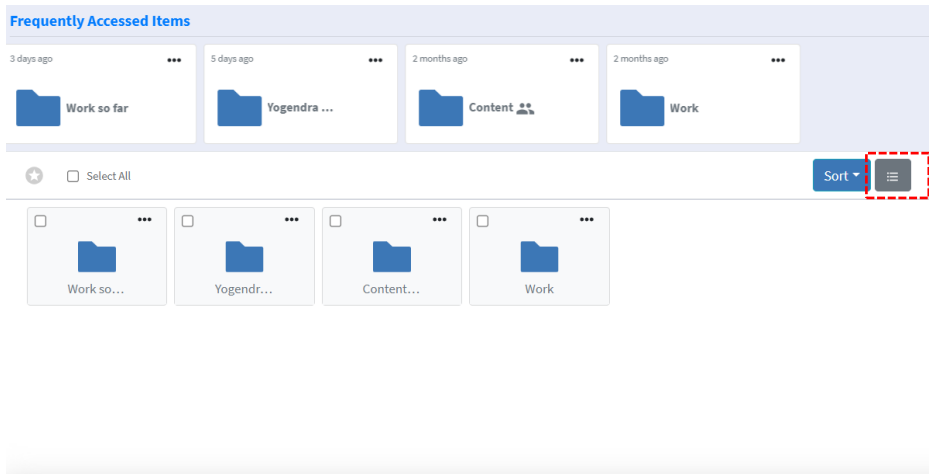 Frequently Accessed Items
3 days ago
5 days ago
2 months ago
2 months ago
Work so far
Yogendra ...
Content
Work
Select All
Sort
Work so...
Yogendr...
Content...
Work